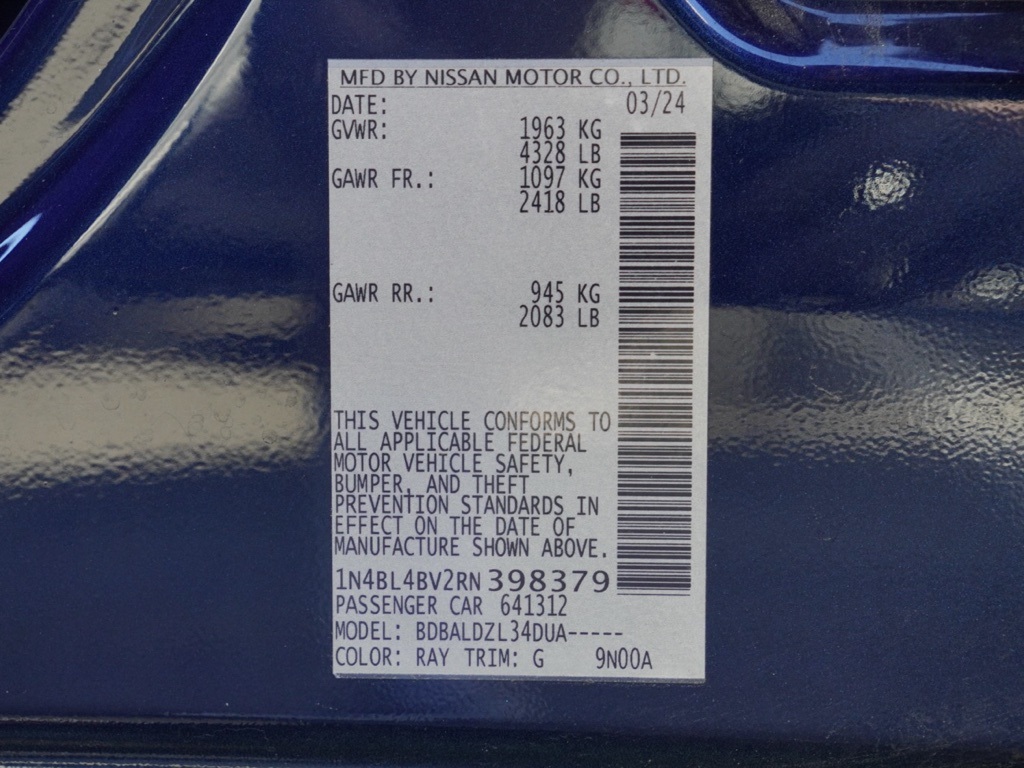 MFD BY NISSAN MOTOR CO., LTD.
DATE: 03/24
GVWR: 1963 KG
4328 LB
GAWR FR.: 1097 KG
2418 LB
GAWR RR.: 945 KG
2083 LB
THIS VEHICLE CONFORMS TO
ALL APPLICABLE FEDERAL
MOTOR VEHICLE SAFETY,
BUMPER, AND THEFT
PREVENTION STANDARDS IN
EFFECT ON THE DATE OF
MANUFACTURE SHOWN ABOVE.
1N4BL4BV2RN398379
PASSENGER CAR 641312
MODEL: BDBALDZL34DUA-----
COLOR: RAY TRIM: G 9N00A